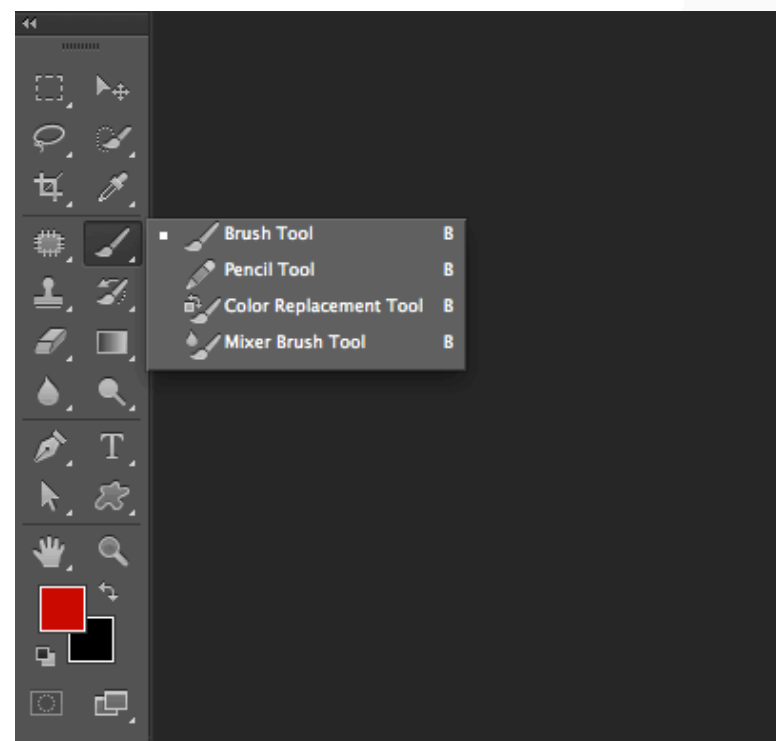 Brush Tool B
Pencil Tool B
Color Replacement Tool B
Mixer Brush Tool B
T